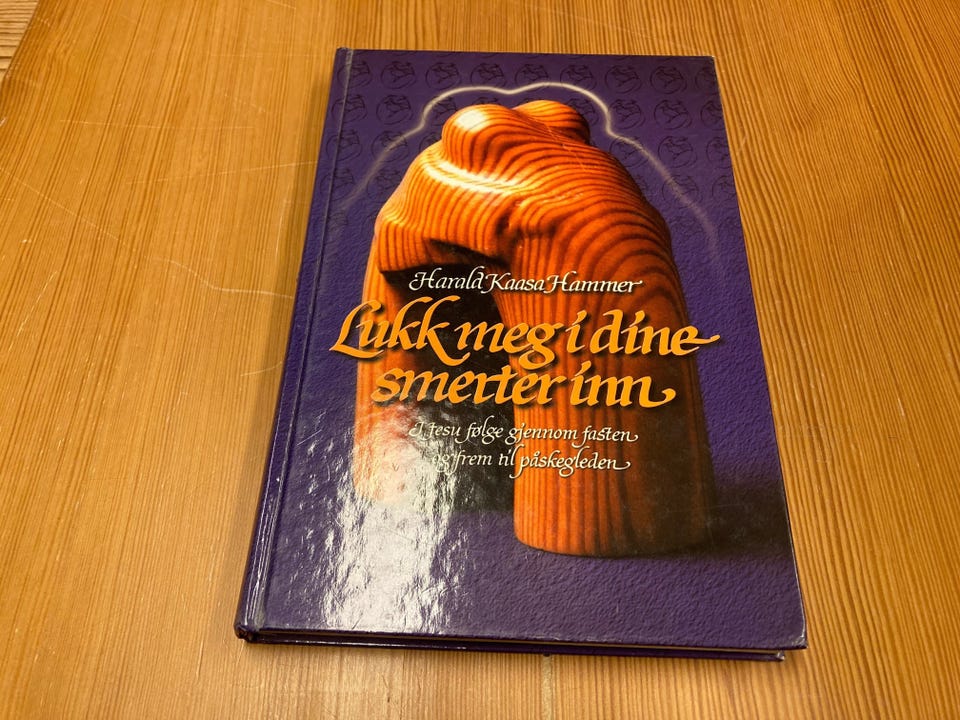 Harald Kaasa Hammer
Lukk meg i dine
smerter inn
I Jesu følge gjennom fasten
og frem til påskegleden